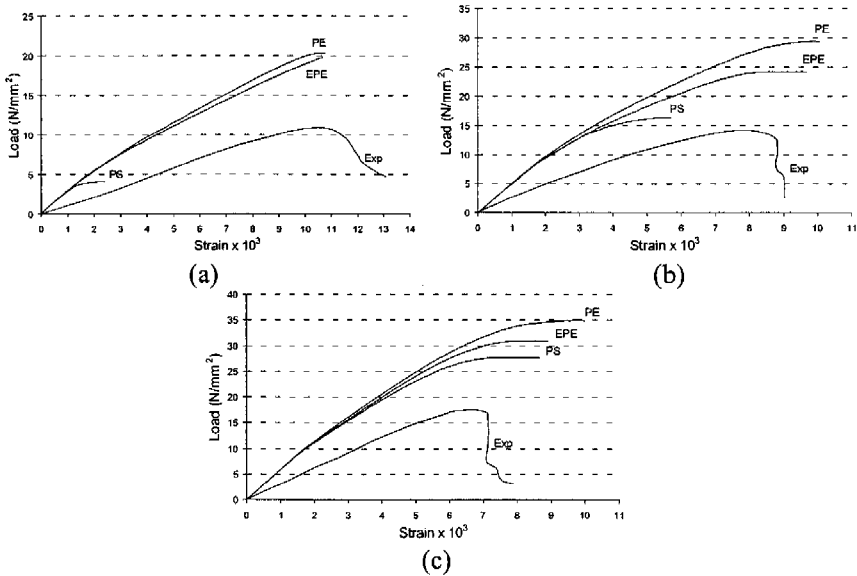 25
20
15
10
5
0
Load (N/mm²)
PE
EPE
PS
Exp
0 1 2 3 4 5 6 7 8 9 10 11 12 13 14
Strain x 10³
(a)
35
30
25
20
15
10
5
0
Load (N/mm²)
PE
EPE
PS
Exp
0 1 2 3 4 5 6 7 8 9 10 11
Strain x 10³
(b)
40
35
30
25
20
15
10
5
0
Load (N/mm²)
PE
EPE
PS
Exp
0 1 2 3 4 5 6 7 8 9 10 11
Strain x 10³
(c)